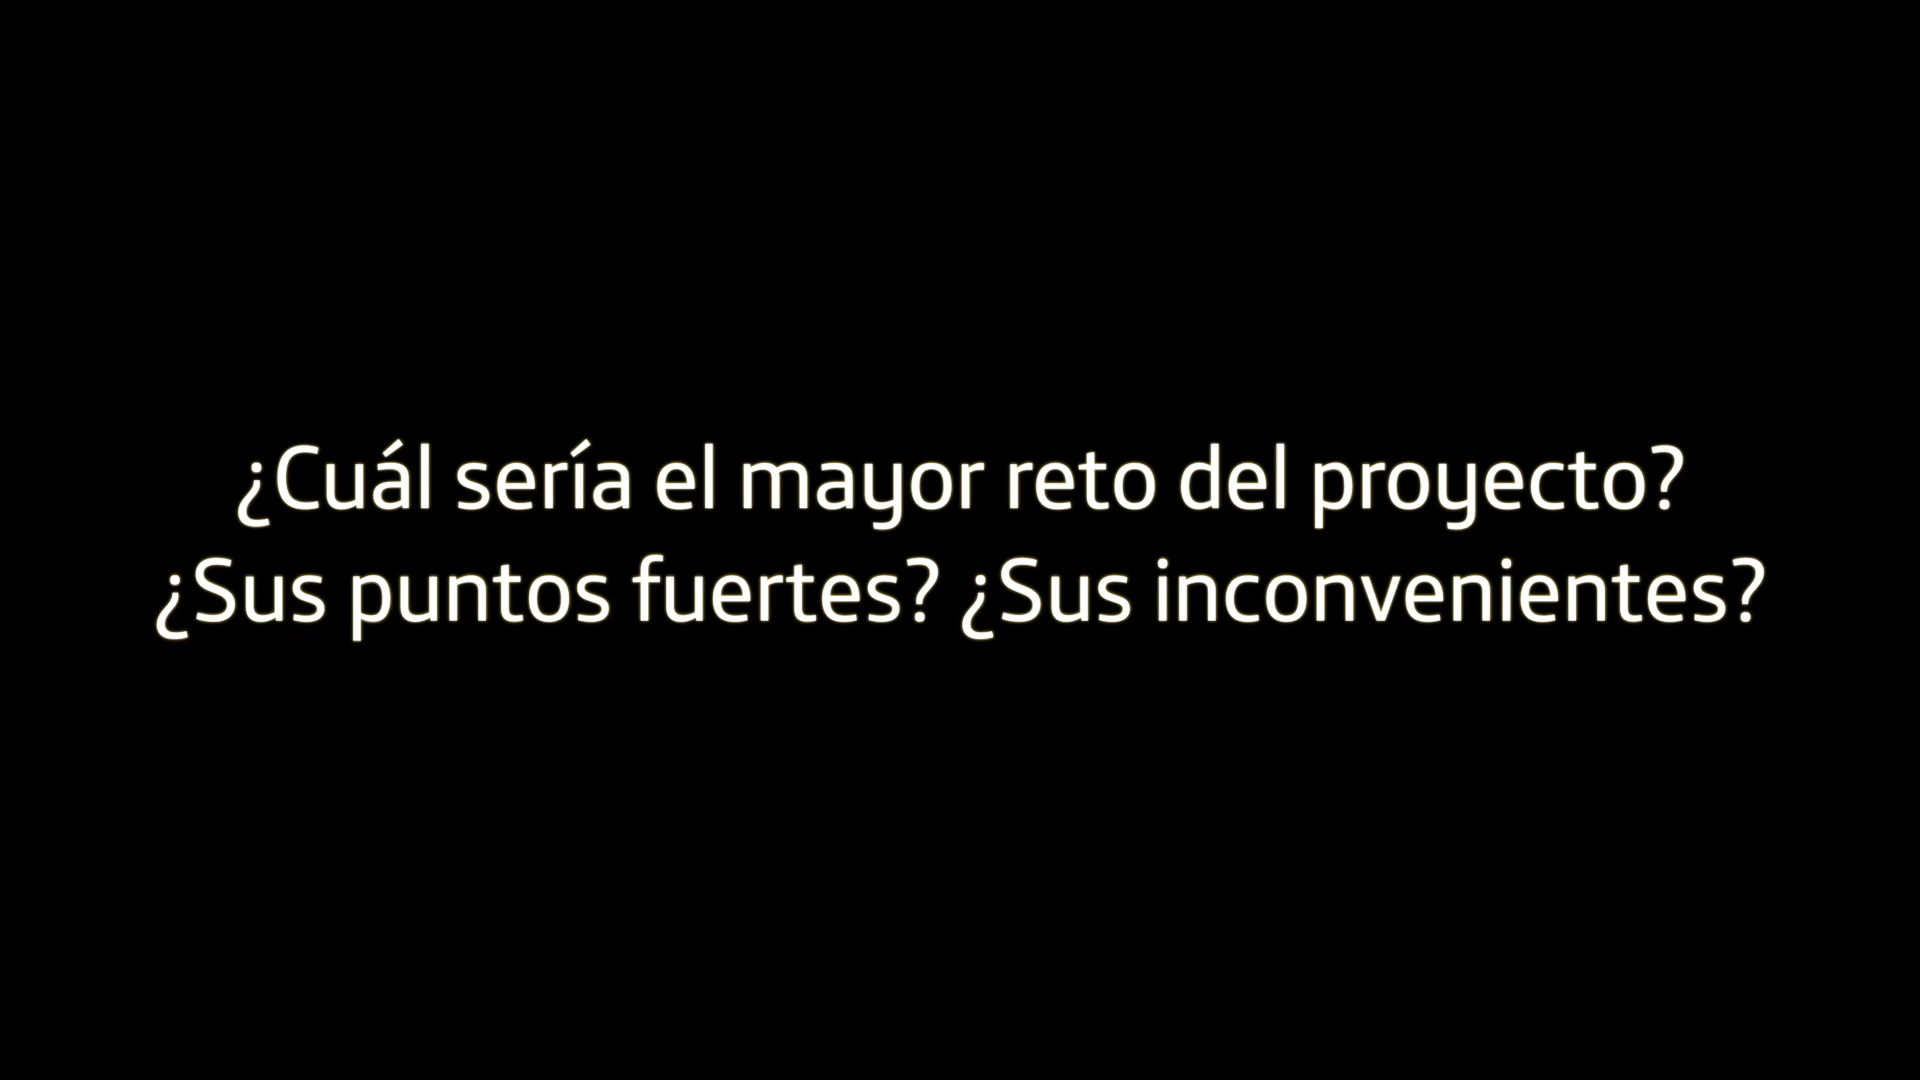 ¿Cuál sería el mayor reto del proyecto?
¿Sus puntos fuertes? ¿Sus inconvenientes?